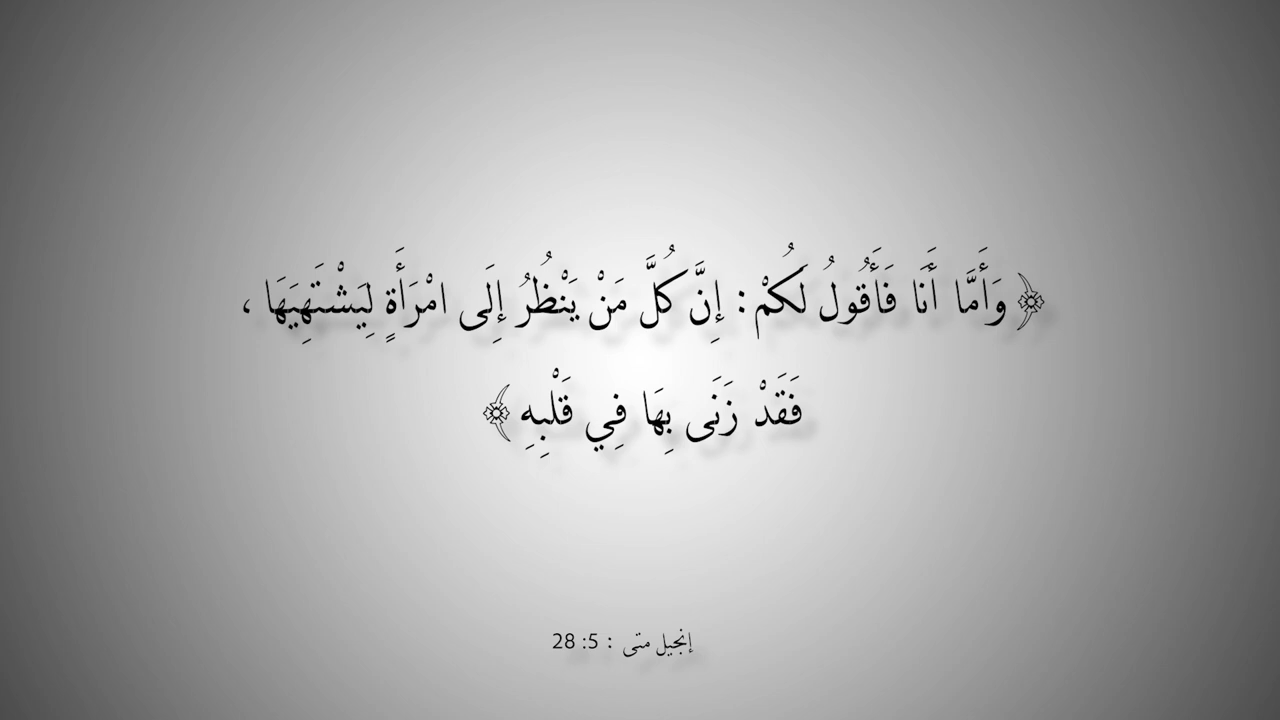 ﴿ وَأَمَّا أَنَا فَأَقُولُ لَكُمْ: إِنَّ كُلَّ مَنْ يَنْظُرُ إِلَى امْرَأَةٍ لِيَشْتَهِيَهَا ،
فَقَدْ زَنَى بِهَا فِي قَلْبِهِ ﴾
إنجيل متى : 5: 28